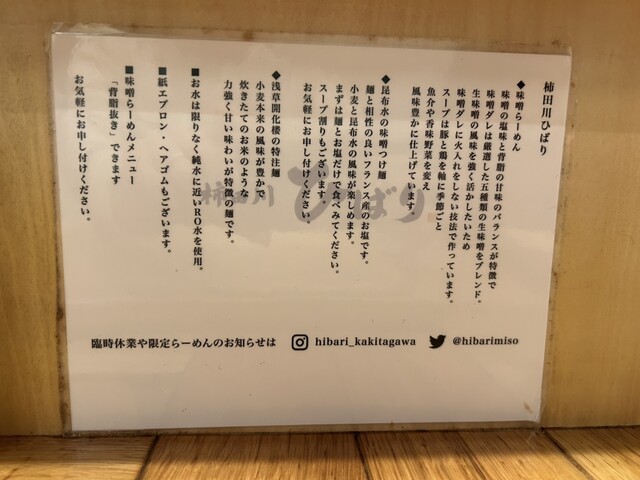 柿田川ひばり
◆味噌らーめん
味噌の塩味と背脂の甘味のバランスが特徴で
味噌ダレは厳選した五種類の生味噌をブレンド。
生味噌の風味を強く活かしたいため
味噌ダレに火入れをしない技法で作っています。
スープは豚と鶏を軸に季節ごと
魚介や香味野菜を変え
風味豊かに仕上げています。
◆昆布水の味噌つけ麺
麺と相性の良いフランス産のお塩です。
小麦と昆布水の風味が楽しめます。
まずは麺とお塩だけで食べみてください。
スープ割りもございます
お気軽にお申し付けください。
◆浅草開化楼の特注麺
小麦本来の風味が豊かで
炊きたてのお米のような
力強く甘い味わいが特徴の麺です。
■お水は限りなく純水に近いRO水を使用。
■紙エプロン・ヘアゴムもございます。
■味噌らーめんメニュー
「背脂抜き」できます
お気軽にお申し付けください。
柿田川 ひばり
臨時休業や限定らーめんのお知らせは hibari_kakitagawa @hibarimiso